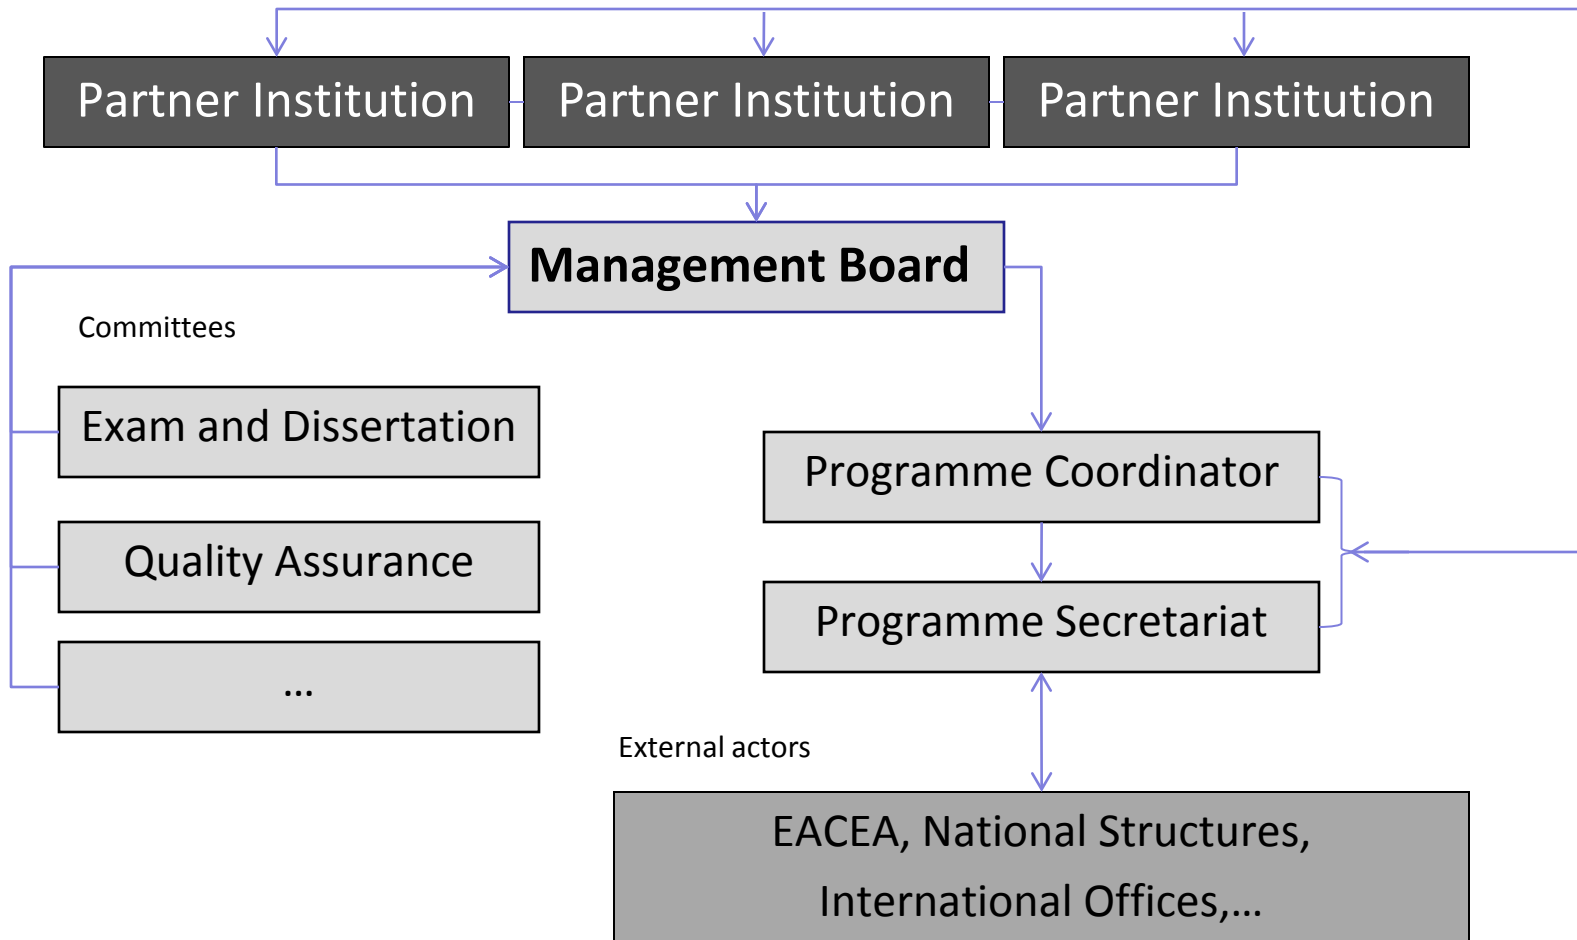 Partner Institution
Partner Institution
Partner Institution
Management Board
Committees
Exam and Dissertation
Programme Coordinator
Quality Assurance
Programme Secretariat
...
External actors
EACEA, National Structures,
International Offices,...